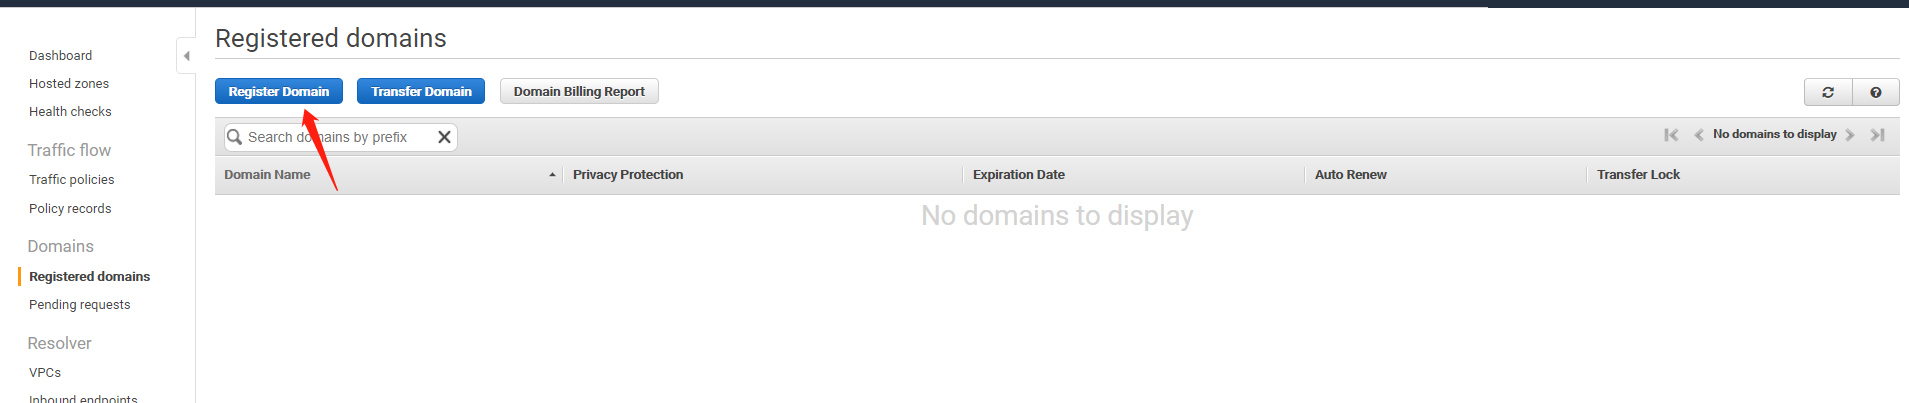 Registered domains
Dashboard
Hosted zones
Health checks
Traffic flow
Traffic policies
Policy records
Domains
Registered domains
Pending requests
Resolver
VPCs
Inbound endpoints
Register Domain Transfer Domain Domain Billing Report
Search domains by prefix
No domains to display
Domain Name Privacy Protection Expiration Date Auto Renew Transfer Lock
No domains to display